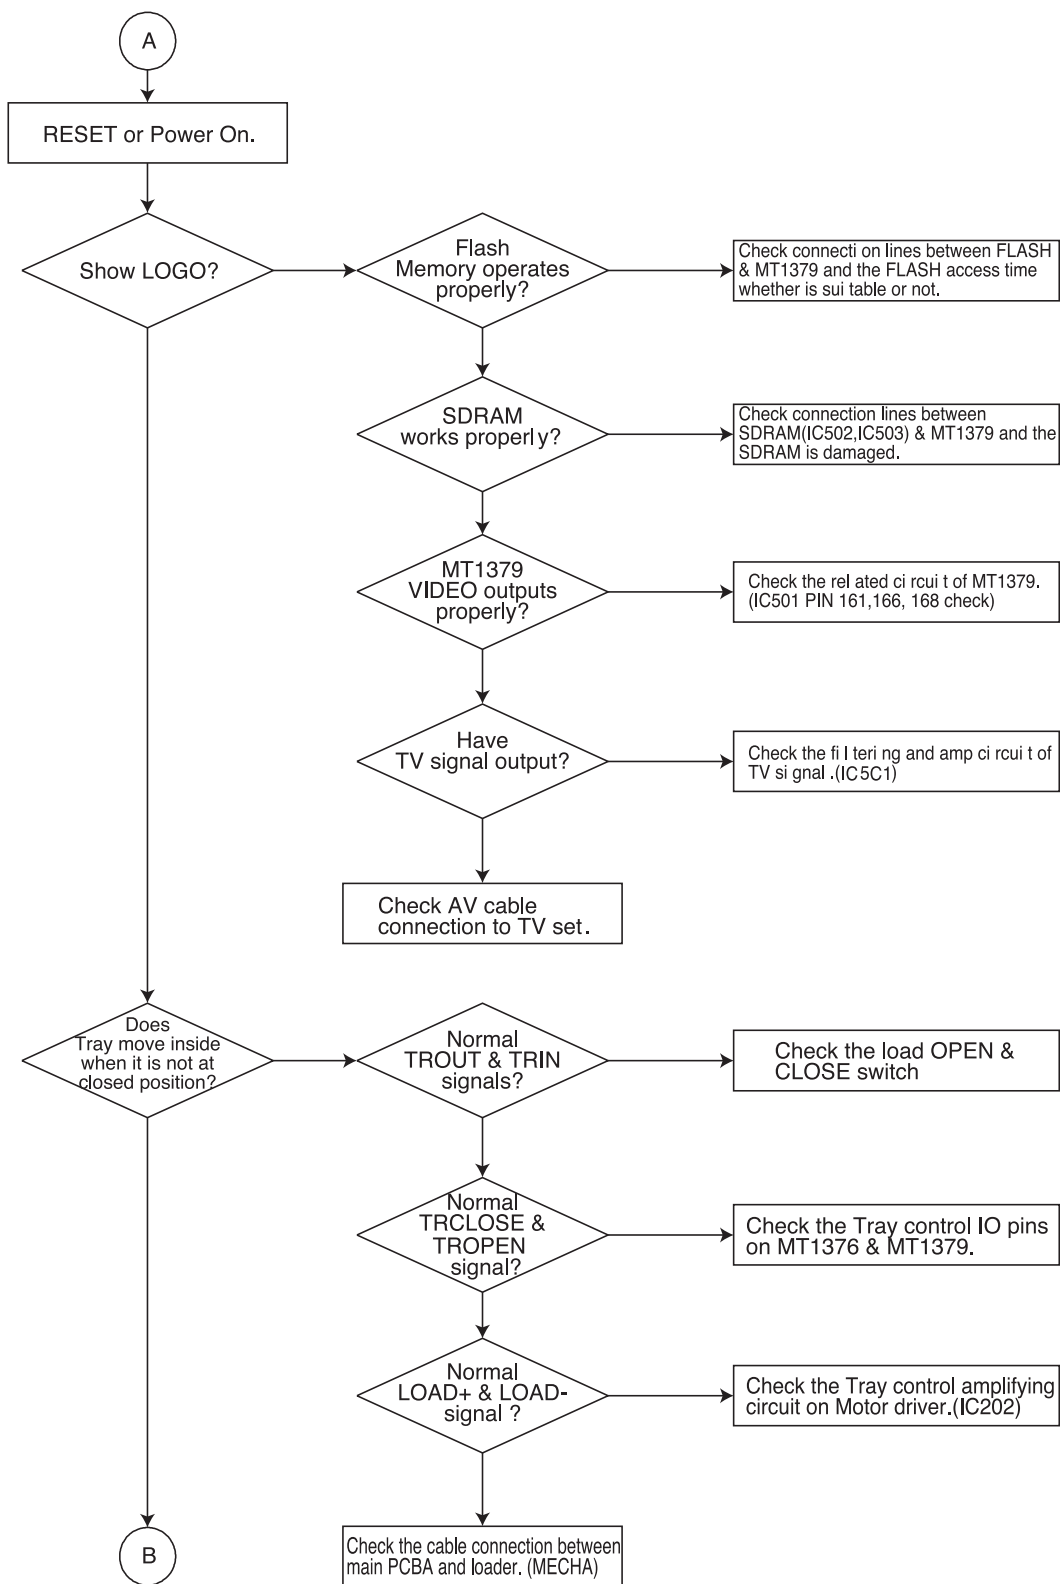 A
RESET or Power On.
Show LOGO?
Flash
Memory operates
properly?
Check connecti on lines between FLASH
& MT1379 and the FLASH access time
whether is sui table or not.
SDRAM
works properly?
Check connection lines between
SDRAM(IC502,IC503) & MT1379 and the
SDRAM is damaged.
MT1379
VIDEO outputs
properly?
Check the rel ated ci rcui t of MT1379.
(IC501 PIN 161,166, 168 check)
Have
TV signal output?
Check the fi l teri ng and amp ci rcui t of
TV si gnal .(IC5C1)
Check AV cable
connection to TV set.
Does
Tray move inside
when it is not at
closed position?
Normal
TROUT & TRIN
signals?
Check the load OPEN &
CLOSE switch
Normal
TRCLOSE &
TROPEN
signal?
Check the Tray control IO pins
on MT1376 & MT1379.
Normal
LOAD+ & LOAD-
signal ?
Check the Tray control amplifying
circuit on Motor driver.(IC202)
B
Check the cable connection between
main PCBA and loader. (MECHA)